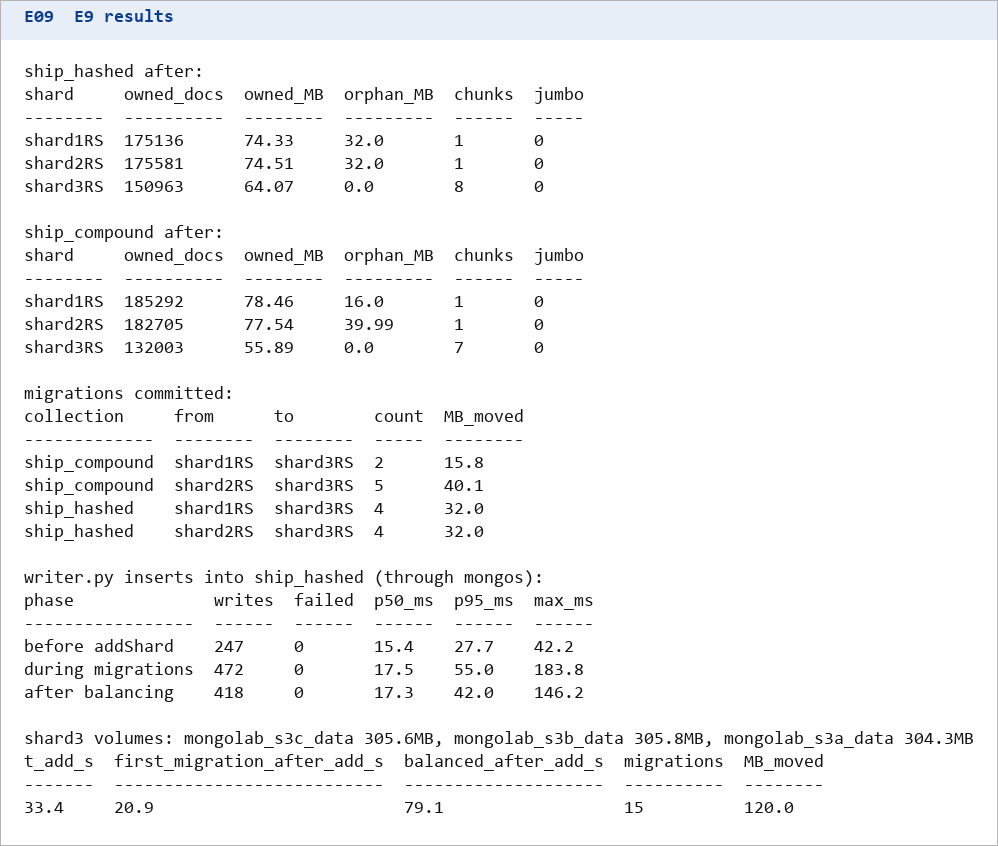 E09  E9 results
ship_hashed after:
shard     owned_docs  owned_MB  orphan_MB  chunks  jumbo
--------  ----------  --------  ---------  ------  -----
shard1RS  175136      74.33     32.0       1       0
shard2RS  175581      74.51     32.0       1       0
shard3RS  150963      64.07     0.0        8       0
ship_compound after:
shard     owned_docs  owned_MB  orphan_MB  chunks  jumbo
--------  ----------  --------  ---------  ------  -----
shard1RS  185292      78.46     16.0       1       0
shard2RS  182705      77.54     39.99      1       0
shard3RS  132003      55.89     0.0        7       0
migrations committed:
collection     from      to        count  MB_moved
-------------  --------  --------  -----  --------
ship_compound  shard1RS  shard3RS  2      15.8
ship_compound  shard2RS  shard3RS  5      40.1
ship_hashed    shard1RS  shard3RS  4      32.0
ship_hashed    shard2RS  shard3RS  4      32.0
writer.py inserts into ship_hashed (through mongos):
phase              writes  failed  p50_ms  p95_ms  max_ms
-----------------  ------  ------  ------  ------  ------
before addShard    247     0       15.4    27.7    42.2
during migrations  472     0       17.5    55.0    183.8
after balancing    418     0       17.3    42.0    146.2
shard3 volumes: mongolab_s3c_data 305.6MB, mongolab_s3b_data 305.8MB, mongolab_s3a_data 304.3MB
t_add_s  first_migration_after_add_s  balanced_after_add_s  migrations  MB_moved
-------  ---------------------------  --------------------  ----------  --------
33.4     20.9                         79.1                  15          120.0